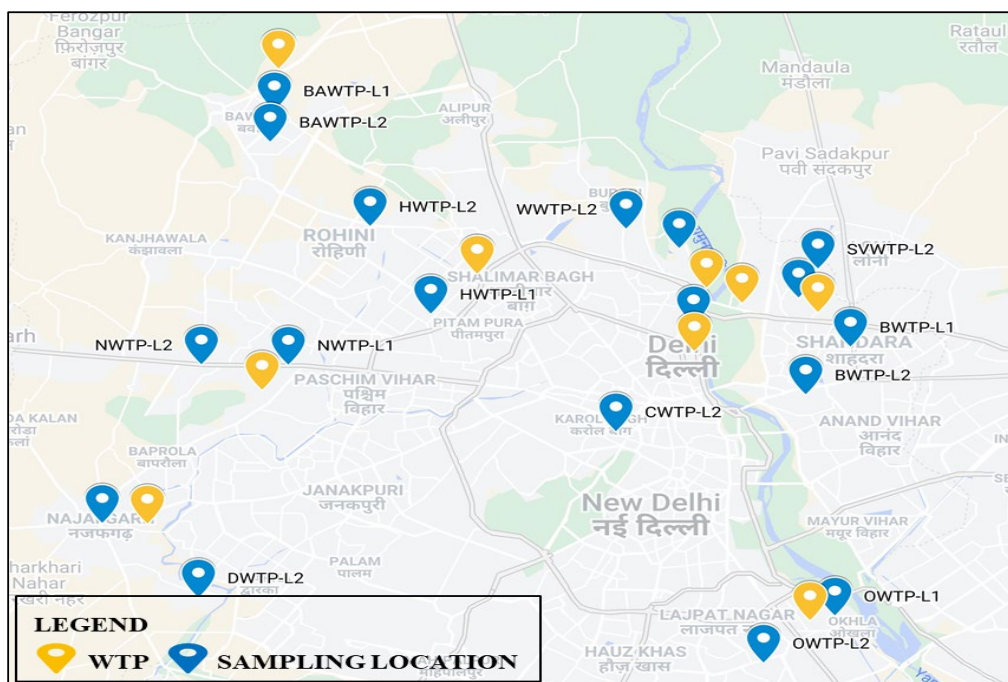 Ferozpur
Bangar
फ़िरोज़पुर
बांगर
Rataul
रतौल
Mandaula
मंडौला
BAWTP-L1
ALIPUR
अलीपुर
BAWTP-L2
Pavi Sadakpur
पवी सदकपुर
HWTP-L2
WWTP-L2
KANJHAWALA
कंझावला
ROHINI
रोहिणी
SVWTP-L2
लोनी
SHALIMAR BAGH
बाग़
HWTP-L1
PITAM PURA
पीतमपुरा
BWTP-L1
NWTP-L2
NWTP-L1
Delhi
दिल्ली
SHAHDARA
शाहदरा
BWTP-L2
PASCHIM VIHAR
पश्चिम
विहार
CWTP-L2
करोल बाग
ANAND VIHAR
आनंद
विहार
BAPROLA
बापरौला
JANAKPURI
जनकपुरी
New Delhi
नई दिल्ली
NAJAFGARH
नजफगढ़
MAYUR VIHAR
मयूर विहार
PALAM
पालम
DWTP-L2
द्वारका
OWTP-L1
LAJPAT NAGAR
OKHLA
ओखला
OWTP-L2
HAUZ KHAS
हौज़ खास
LEGEND
WTP
SAMPLING LOCATION